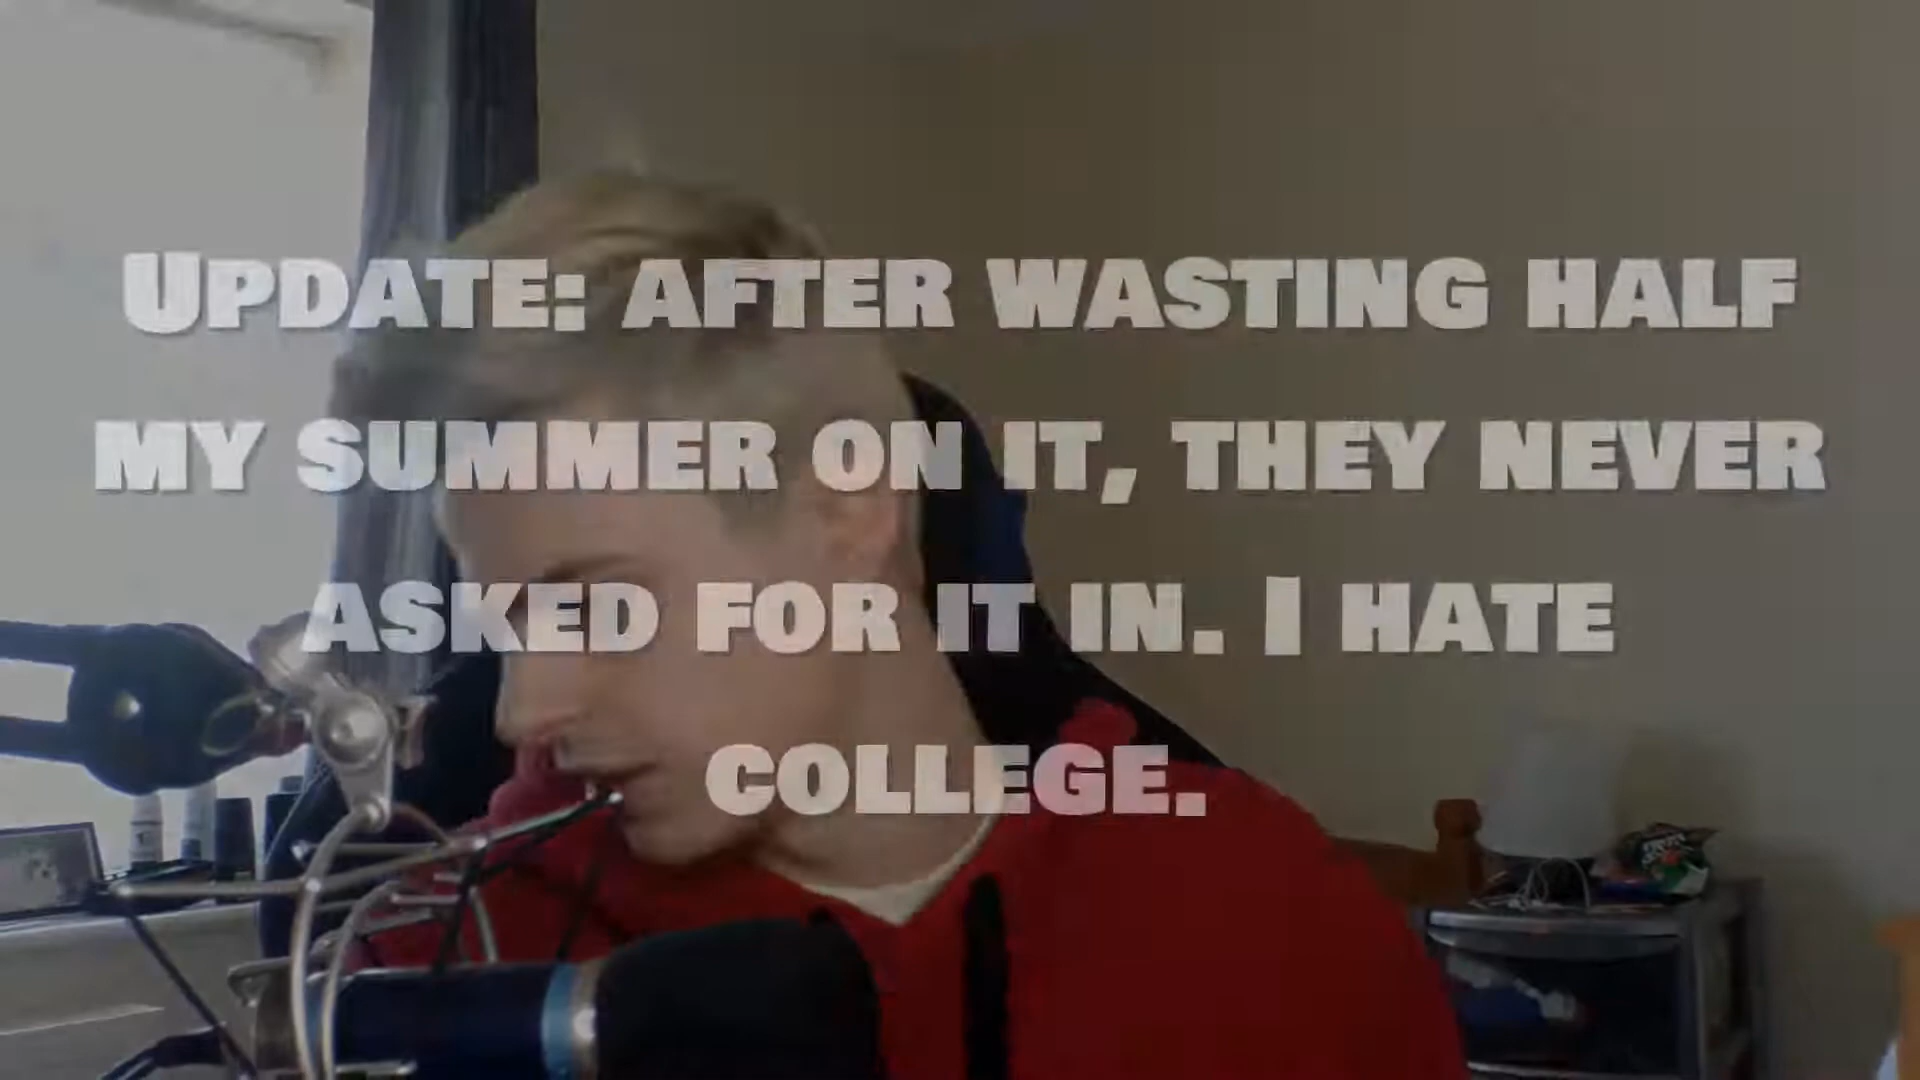 Update: after wasting half
my summer on it, they never
asked for it in. I hate
college.